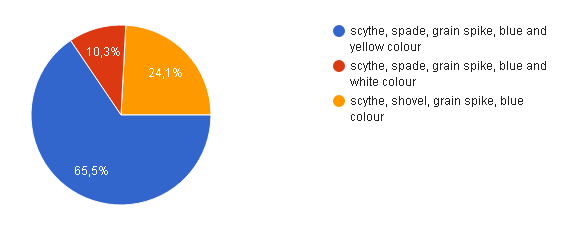 10,3%
24,1%
65,5%
scythe, spade, grain spike, blue and
yellow colour
scythe, spade, grain spike, blue and
white colour
scythe, shovel, grain spike, blue
colour